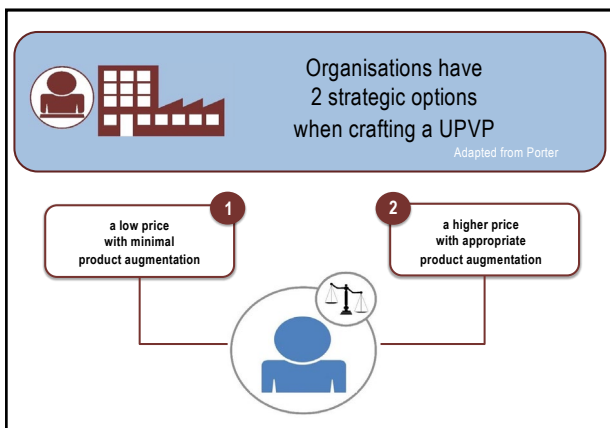 Organisations have
2 strategic options
when crafting a UPVP
Adapted from Porter
1
a low price
with minimal
product augmentation
2
a higher price
with appropriate
product augmentation